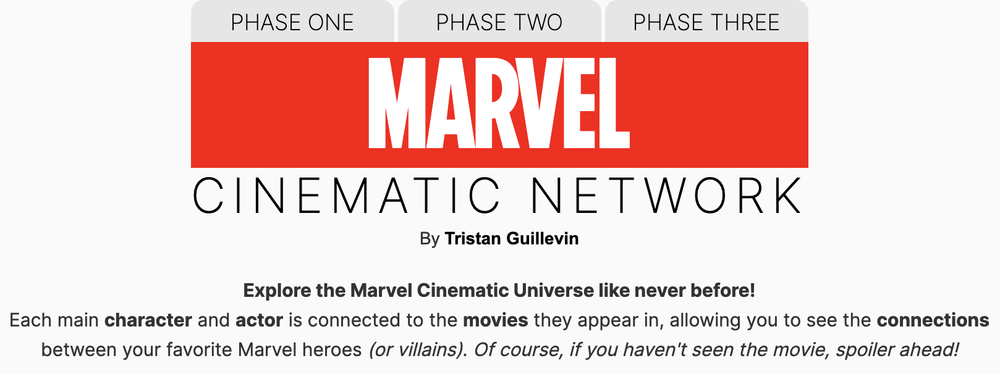 PHASE ONE PHASE TWO PHASE THREE
MARVEL
CINEMATIC NETWORK
By Tristan Guillevin
Explore the Marvel Cinematic Universe like never before!
Each main character and actor is connected to the movies they appear in, allowing you to see the connections
between your favorite Marvel heroes (or villains). Of course, if you haven't seen the movie, spoiler ahead!